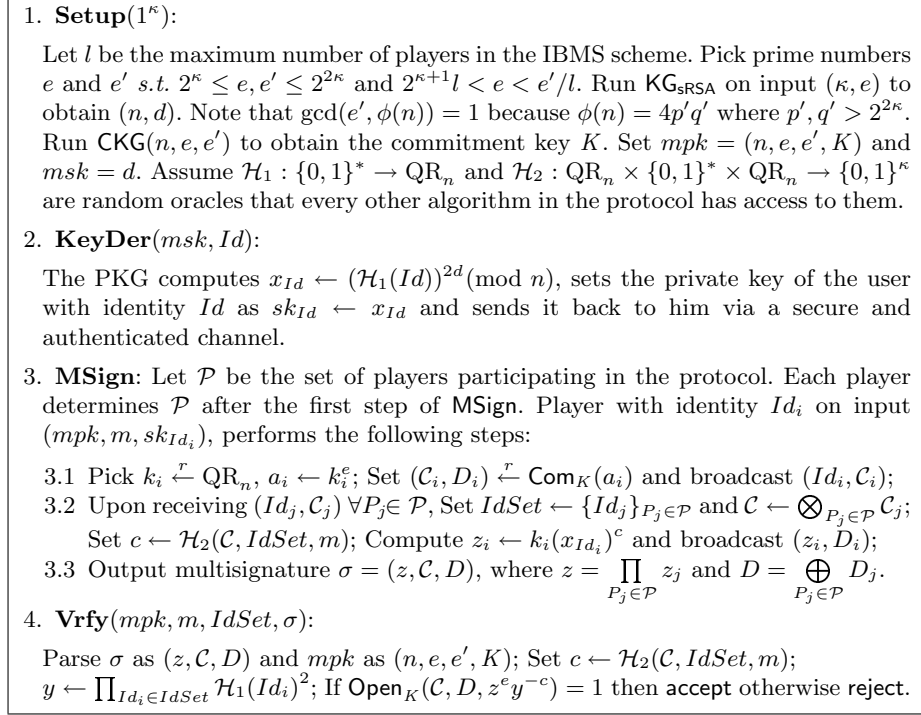 1. Setup(1^κ):
Let l be the maximum number of players in the IBMS scheme. Pick prime numbers
e and e′ s.t. 2^κ ≤ e, e′ ≤ 2^{2κ} and 2^{κ+1}l < e < e′/l. Run KG_sRSA on input (κ, e) to
obtain (n, d). Note that gcd(e′, ϕ(n)) = 1 because ϕ(n) = 4p′q′ where p′, q′ > 2^{2κ}.
Run CKG(n, e, e′) to obtain the commitment key K. Set mpk = (n, e, e′, K) and
msk = d. Assume ℋ_1 : {0, 1}^* → QR_n and ℋ_2 : QR_n × {0, 1}^* × QR_n → {0, 1}^κ
are random oracles that every other algorithm in the protocol has access to them.
2. KeyDer(msk, Id):
The PKG computes x_{Id} ← (ℋ_1(Id))^{2d}(mod n), sets the private key of the user
with identity Id as sk_{Id} ← x_{Id} and sends it back to him via a secure and
authenticated channel.
3. MSign: Let 𝒫 be the set of players participating in the protocol. Each player
determines 𝒫 after the first step of MSign. Player with identity Id_i on input
(mpk, m, sk_{Id_i}), performs the following steps:
3.1 Pick k_i ←^r QR_n, a_i ← k_i^e; Set (𝒞_i, D_i) ←^r Com_K(a_i) and broadcast (Id_i, 𝒞_i);
3.2 Upon receiving (Id_j, 𝒞_j) ∀P_j ∈ 𝒫, Set IdSet ← {Id_j}_{P_j∈𝒫} and 𝒞 ← ⨂_{P_j∈𝒫} 𝒞_j;
Set c ← ℋ_2(𝒞, IdSet, m); Compute z_i ← k_i(x_{Id_i})^c and broadcast (z_i, D_i);
3.3 Output multisignature σ = (z, 𝒞, D), where z = ∏_{P_j∈𝒫} z_j and D = ⨁_{P_j∈𝒫} D_j.
4. Vrfy(mpk, m, IdSet, σ):
Parse σ as (z, 𝒞, D) and mpk as (n, e, e′, K); Set c ← ℋ_2(𝒞, IdSet, m);
y ← ∏_{Id_i∈IdSet} ℋ_1(Id_i)^2; If Open_K(𝒞, D, z^e y^{-c}) = 1 then accept otherwise reject.